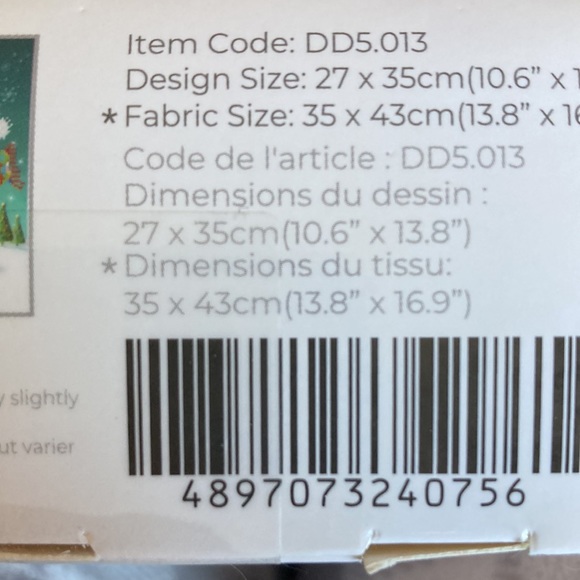 Item Code: DD5.013
Design Size: 27 x 35cm(10.6” x 1
* Fabric Size: 35 x 43cm(13.8” x 16
Code de l'article : DD5.013
Dimensions du dessin :
27 x 35cm(10.6” x 13.8”)
* Dimensions du tissu:
35 x 43cm(13.8” x 16.9”)
slightly
varier
4897073240756